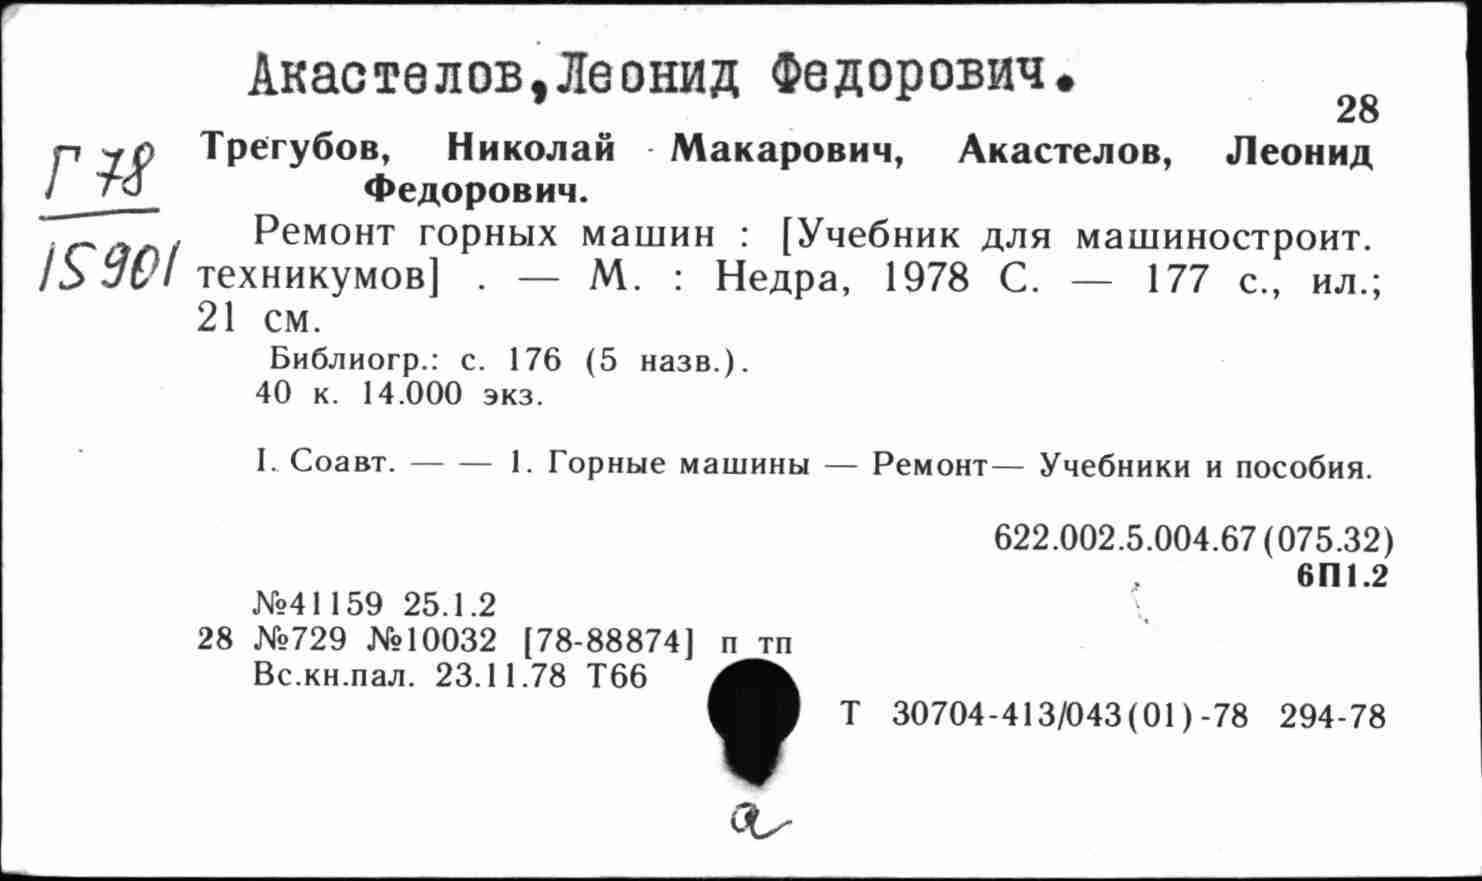 Акастелов, Леонид Федорович.
28
Г 78
15901
Трегубов, Николай Макарович, Акастелов, Леонид
Федорович.
Ремонт горных машин : [Учебник для машиностроит.
техникумов] . — М. : Недра, 1978 С. — 177 с., ил.;
21 см.
Библиогр.: с. 176 (5 назв.).
40 к. 14.000 экз.
I. Соавт. — — 1. Горные машины — Ремонт— Учебники и пособия.
622.002.5.004.67(075.32)
6П1.2
№41159 25.1.2
28 №729 №10032 [78-88874] п тп
Вс.кн.пал. 23.11.78 Т66
Т 30704-413/043(01)-78 294-78
а